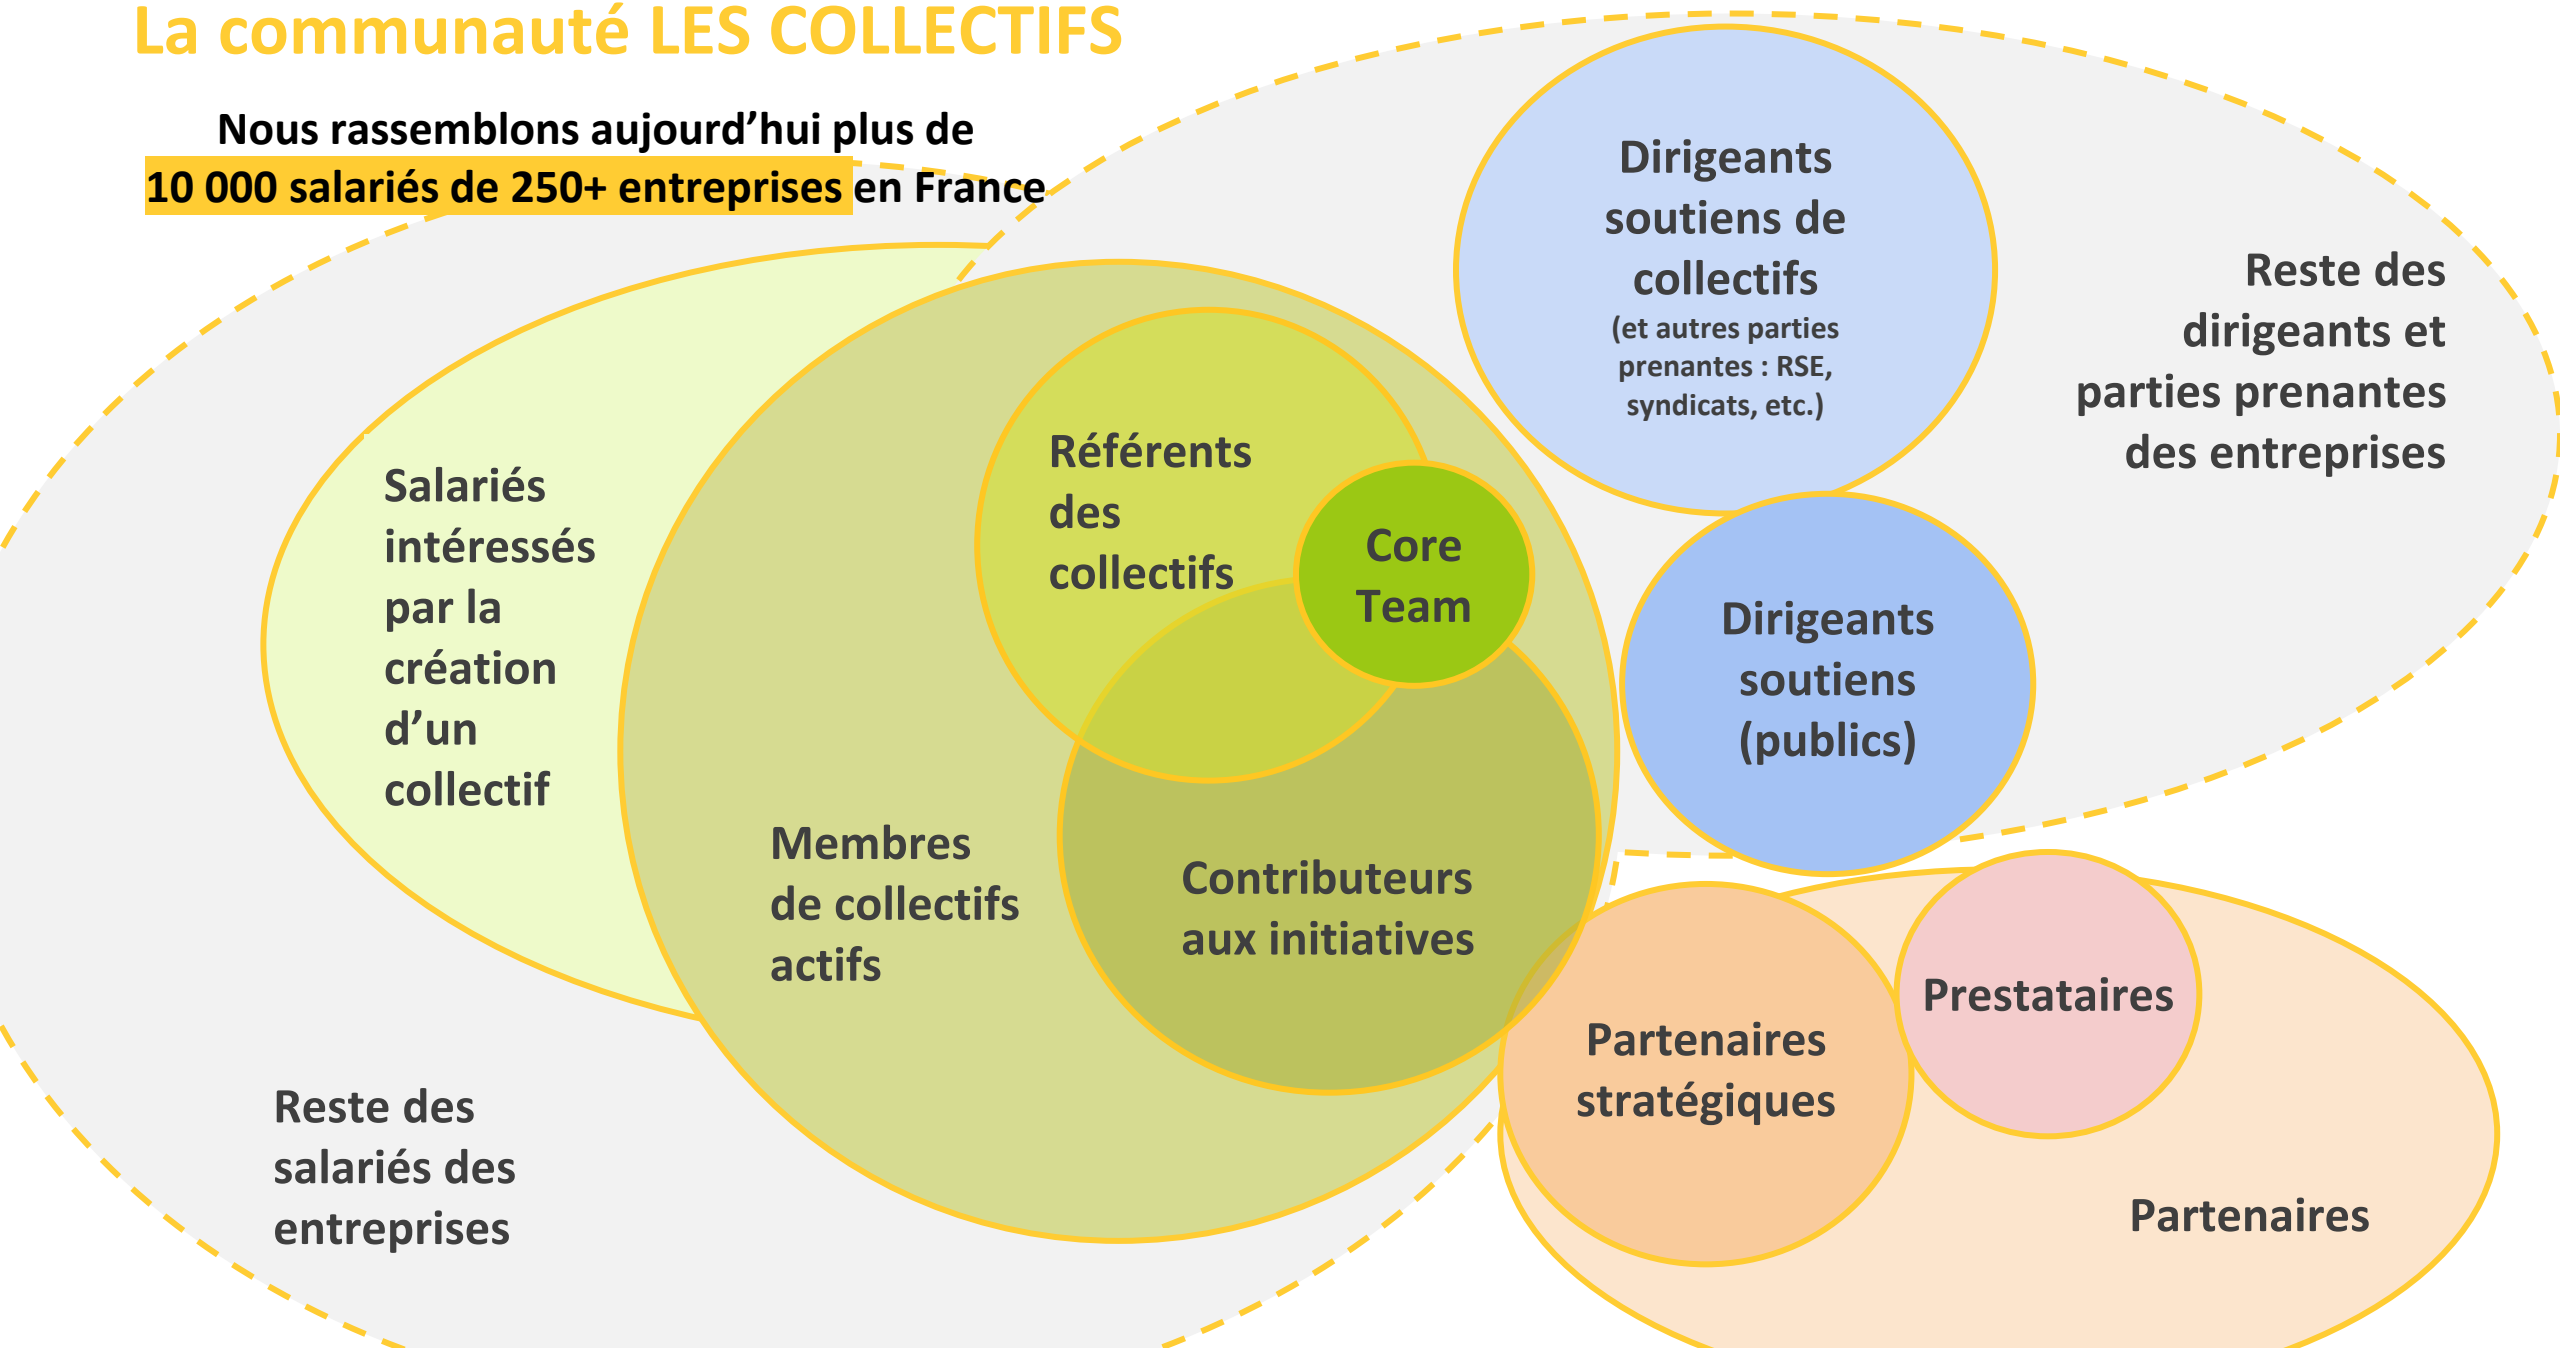 La communauté LES COLLECTIFS
Nous rassemblons aujourd’hui plus de
10 000 salariés de 250+ entreprises en France
Dirigeants
soutiens de
collectifs
(et autres parties
prenantes : RSE,
syndicats, etc.)
Reste des
dirigeants et
parties prenantes
des entreprises
Salariés
intéressés
par la
création
d’un
collectif
Référents
des
collectifs
Core
Team
Dirigeants
soutiens
(publics)
Membres
de collectifs
actifs
Contributeurs
aux initiatives
Prestataires
Partenaires
stratégiques
Reste des
salariés des
entreprises
Partenaires